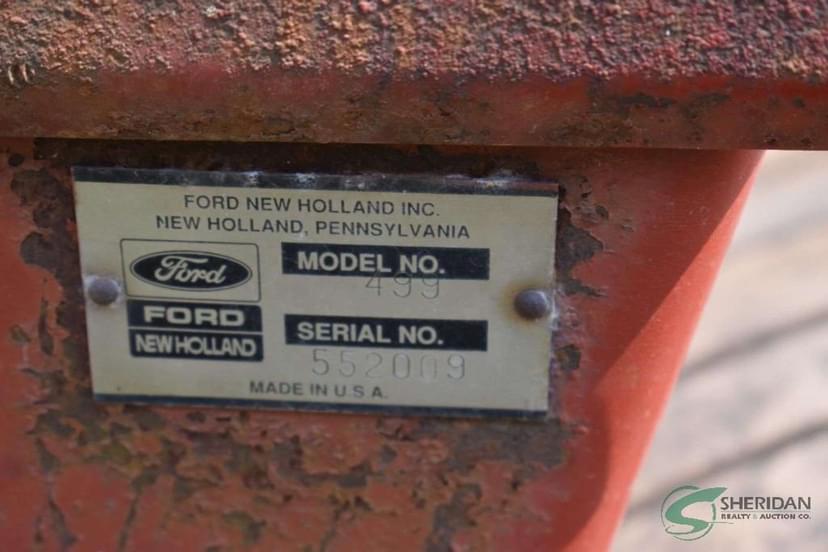 FORD NEW HOLLAND INC.
NEW HOLLAND, PENNSYLVANIA
Ford
FORD
NEW HOLLAND
MODEL NO.
499
SERIAL NO.
552009
MADE IN U.S.A.
SHERIDAN
REALTY & AUCTION CO.